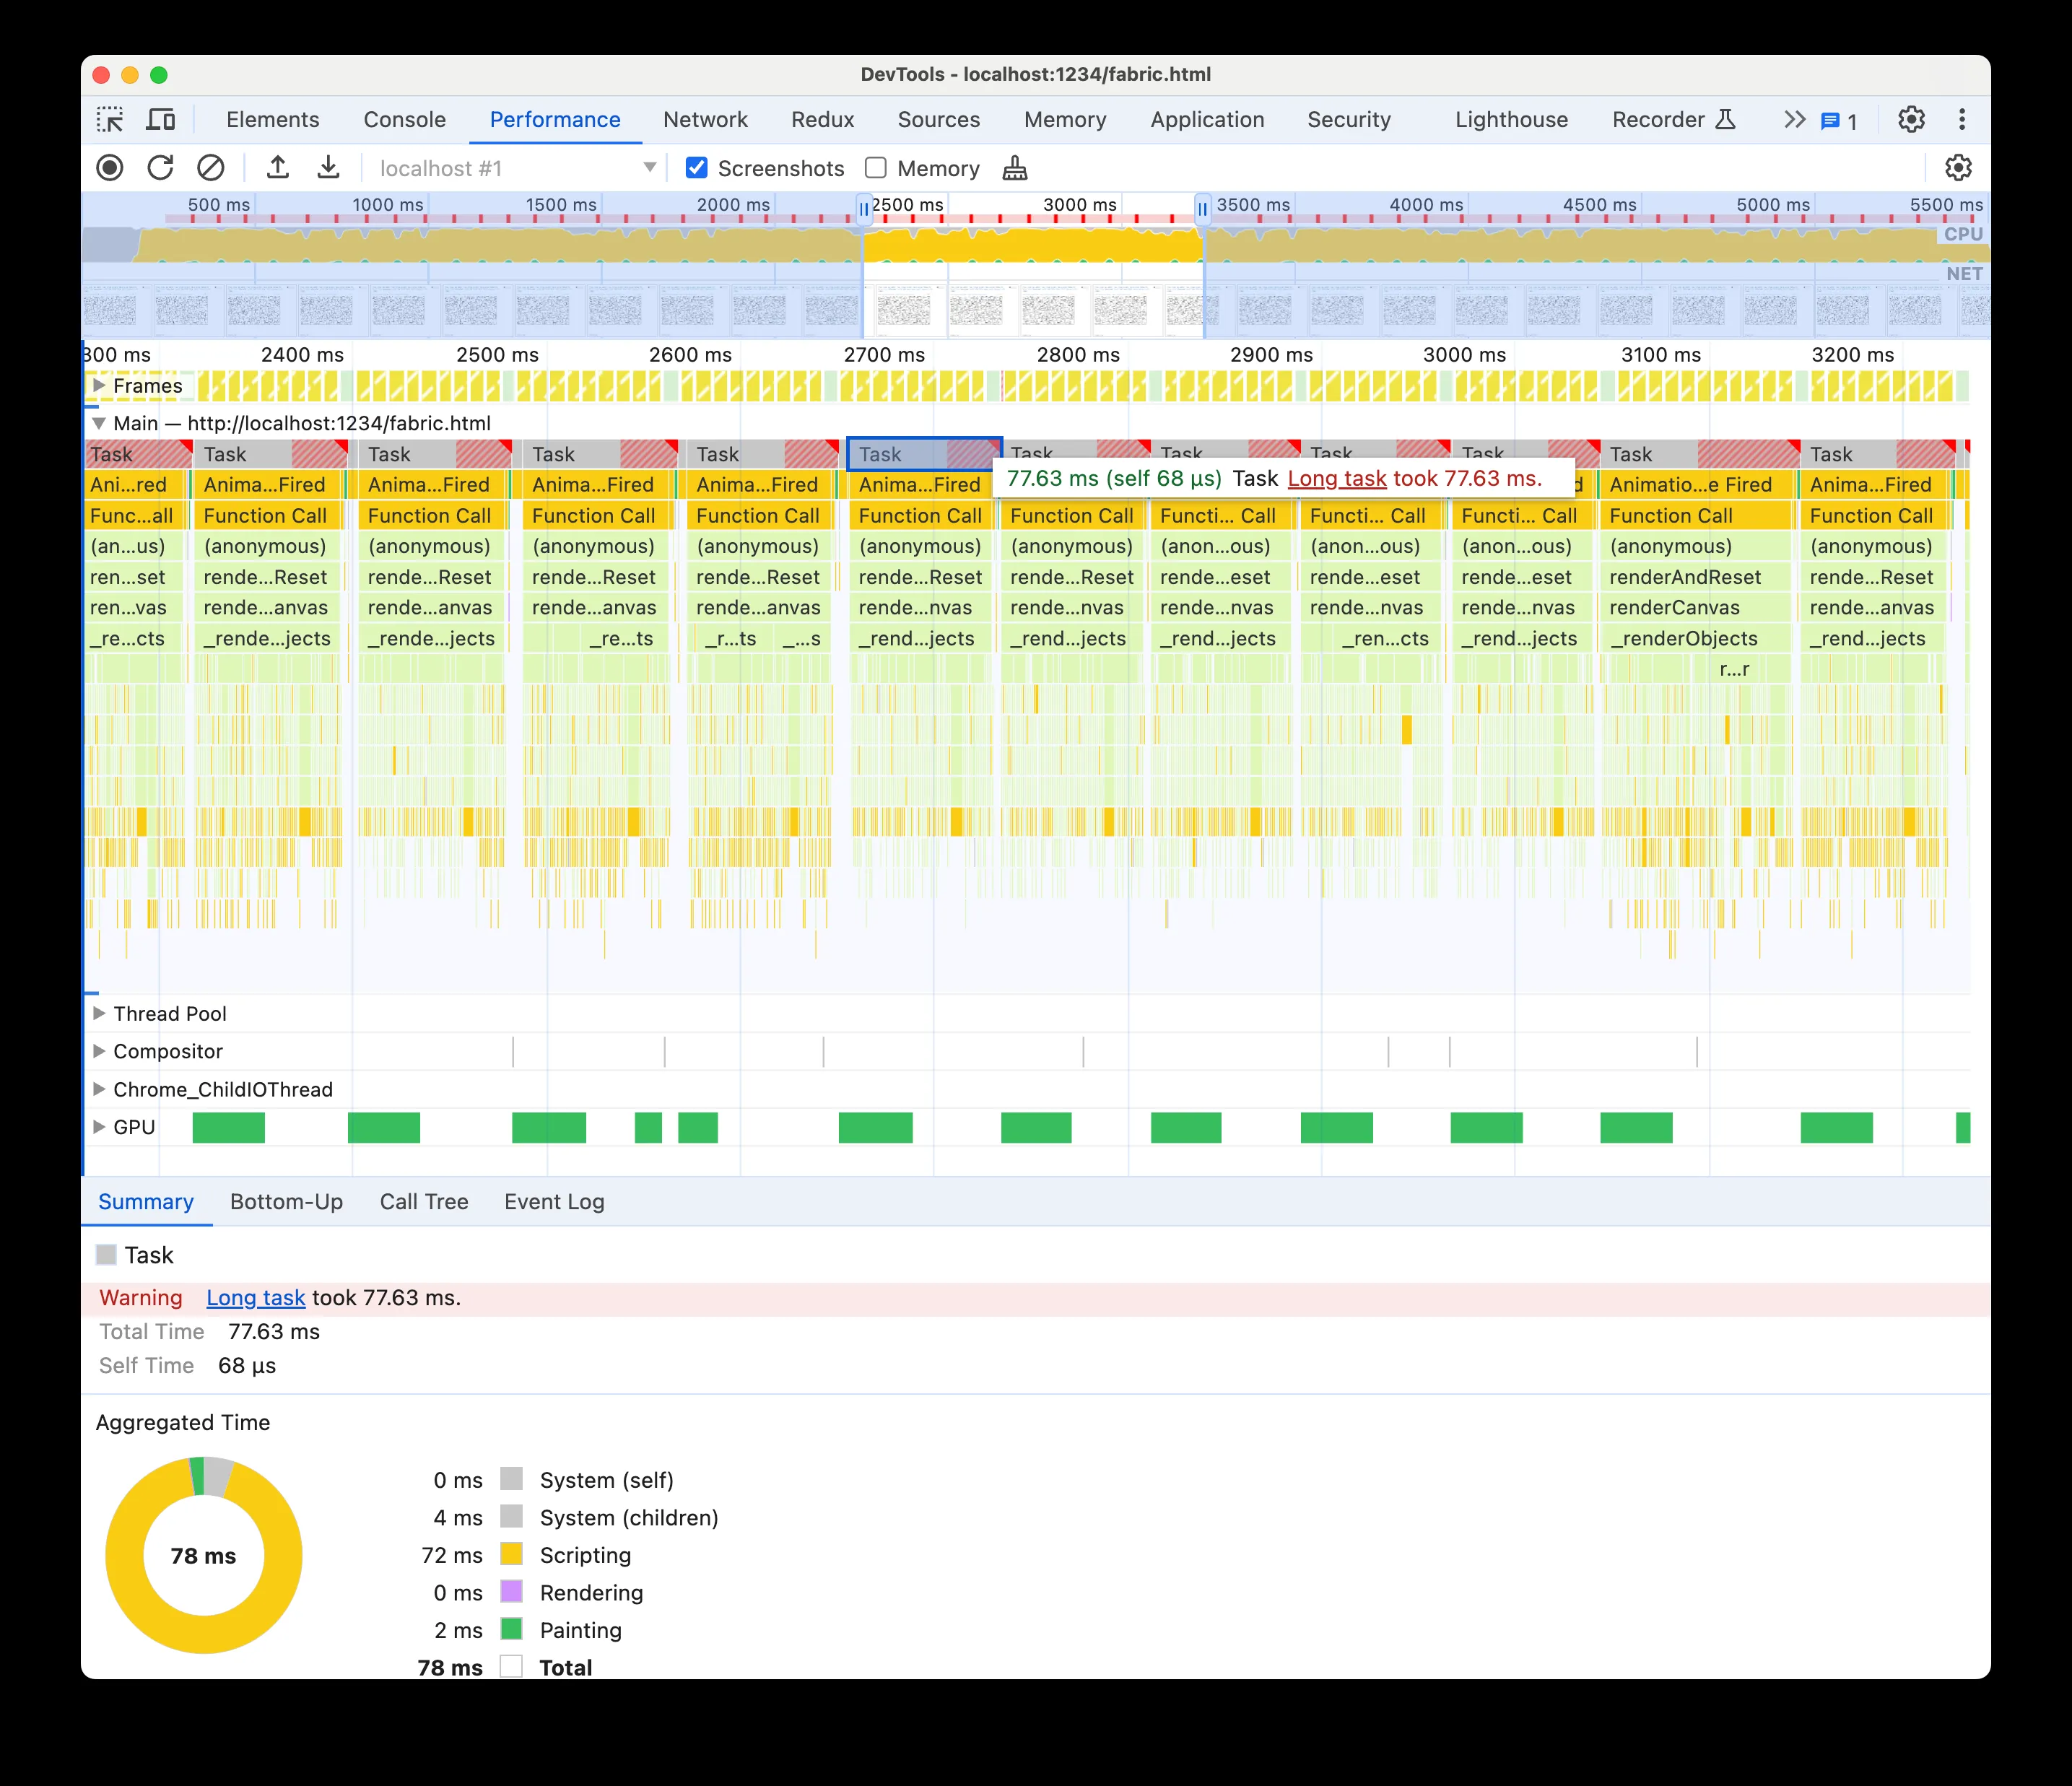 DevTools - localhost:1234/fabric.html
Elements Console Performance Network Redux Sources Memory Application Security Lighthouse Recorder 1
localhost #1 Screenshots Memory
500 ms 1000 ms 1500 ms 2000 ms 2500 ms 3000 ms 3500 ms 4000 ms 4500 ms 5000 ms 5500 ms
CPU
NET
300 ms 2400 ms 2500 ms 2600 ms 2700 ms 2800 ms 2900 ms 3000 ms 3100 ms 3200 ms
Frames
Main — http://localhost:1234/fabric.html
Task Task Task Task Task Task Task Task Task Task Task Task
77.63 ms (self 68 μs) Task Long task took 77.63 ms.
Ani...red Anima...Fired Anima...Fired Anima...Fired Anima...Fired Anima...Fired d Animatio...e Fired Anima...Fired
Func...all Function Call Function Call Function Call Function Call Function Call Function Call Functi... Call Functi... Call Functi... Call Function Call Function Call
(an...us) (anonymous) (anonymous) (anonymous) (anonymous) (anonymous) (anonymous) (anon...ous) (anon...ous) (anon...ous) (anonymous) (anonymous)
ren...set rende...Reset rende...Reset rende...Reset rende...Reset rende...Reset rende...Reset rende...eset rende...eset rende...eset renderAndReset rende...Reset
ren...vas rende...anvas rende...anvas rende...anvas rende...anvas rende...nvas rende...nvas rende...nvas rende...nvas rende...nvas renderCanvas rende...anvas
_re...cts _rende...jects _rende...jects _re...ts _r...ts _...s _rend...jects _rend...jects _rend...jects _ren...cts _rend...jects _renderObjects _rend...jects
r...r
Thread Pool
Compositor
Chrome_ChildIOThread
GPU
Summary Bottom-Up Call Tree Event Log
Task
Warning Long task took 77.63 ms.
Total Time 77.63 ms
Self Time 68 μs
Aggregated Time
78 ms
0 ms System (self)
4 ms System (children)
72 ms Scripting
0 ms Rendering
2 ms Painting
78 ms Total